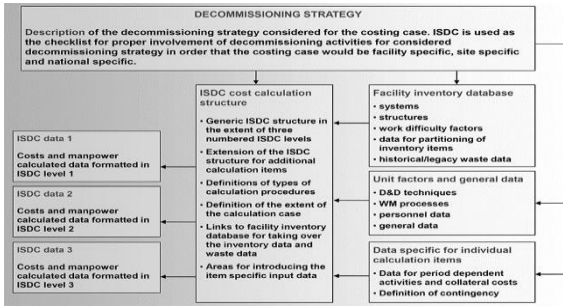 DECOMMISSIONING STRATEGY
Description of the decommissioning strategy considered for the costing case. ISDC is used as
the checklist for proper involvement of decommissioning activities for considered
decommissioning strategy in order that the costing case would be facility specific, site specific
and national specific.
ISDC cost calculation
structure
• Generic ISDC structure in
the extent of three
numbered ISDC levels
• Extension of the ISDC
structure for additional
calculation items
• Definitions of types of
calculation procedures
• Definition of the extent of
the calculation case
• Links to facility inventory
database for taking over
the inventory data and
waste data
• Areas for introducing the
item specific input data
Facility inventory database
• systems
• structures
• work difficulty factors
• data for partitioning of
inventory items
• historical/legacy waste data
Unit factors and general data
• D&D techniques
• WM processes
• personnel data
• general data
Data specific for individual
calculation items
• Data for period dependent
activities and collateral costs
• Definition of contingency
ISDC data 1
Costs and manpower
calculated data formatted in
ISDC level 1
ISDC data 2
Costs and manpower
calculated data formatted in
ISDC level 2
ISDC data 3
Costs and manpower
calculated data formatted in
ISDC level 3